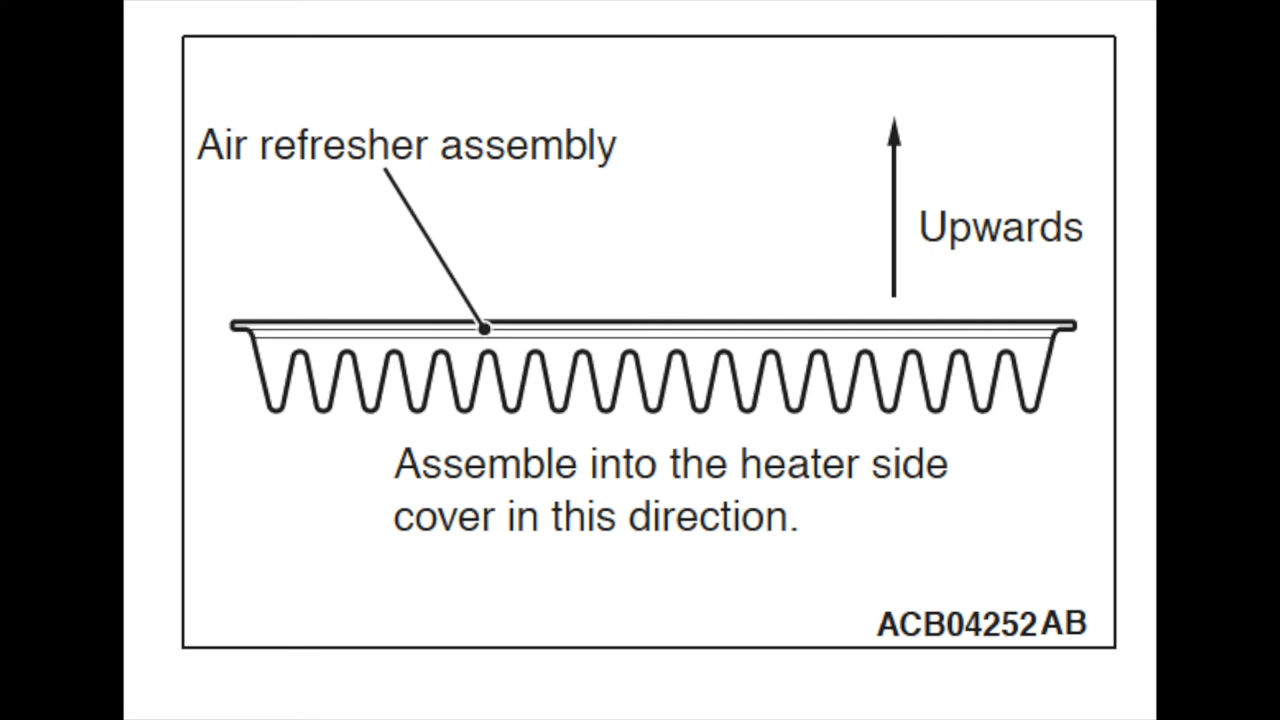 Air refresher assembly
Upwards
Assemble into the heater side
cover in this direction.
ACB04252AB